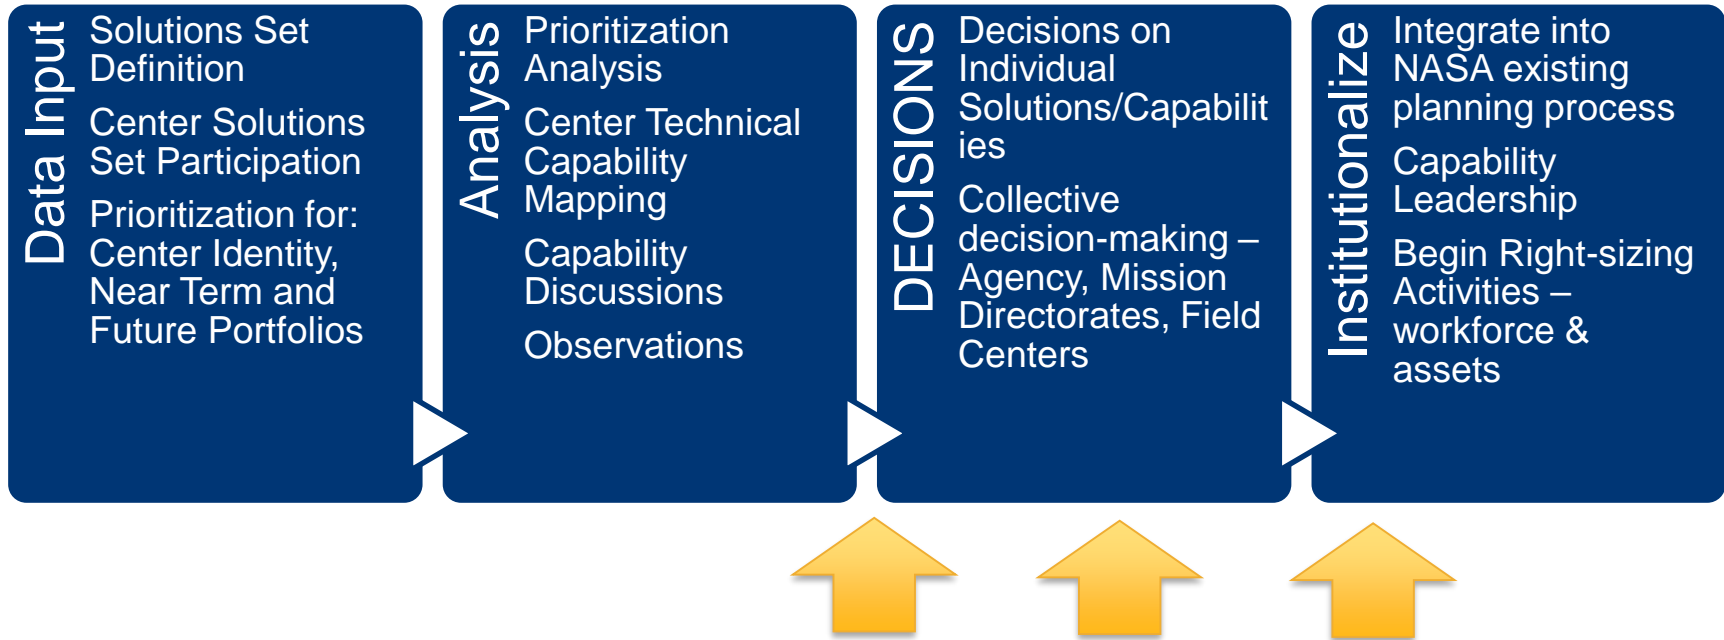 Data Input
Solutions Set
Definition
Center Solutions
Set Participation
Prioritization for:
Center Identity,
Near Term and
Future Portfolios
Analysis
Prioritization
Analysis
Center Technical
Capability
Mapping
Capability
Discussions
Observations
DECISIONS
Decisions on
Individual
Solutions/Capabilit
ies
Collective
decision-making –
Agency, Mission
Directorates, Field
Centers
Institutionalize
Integrate into
NASA existing
planning process
Capability
Leadership
Begin Right-sizing
Activities –
workforce &
assets